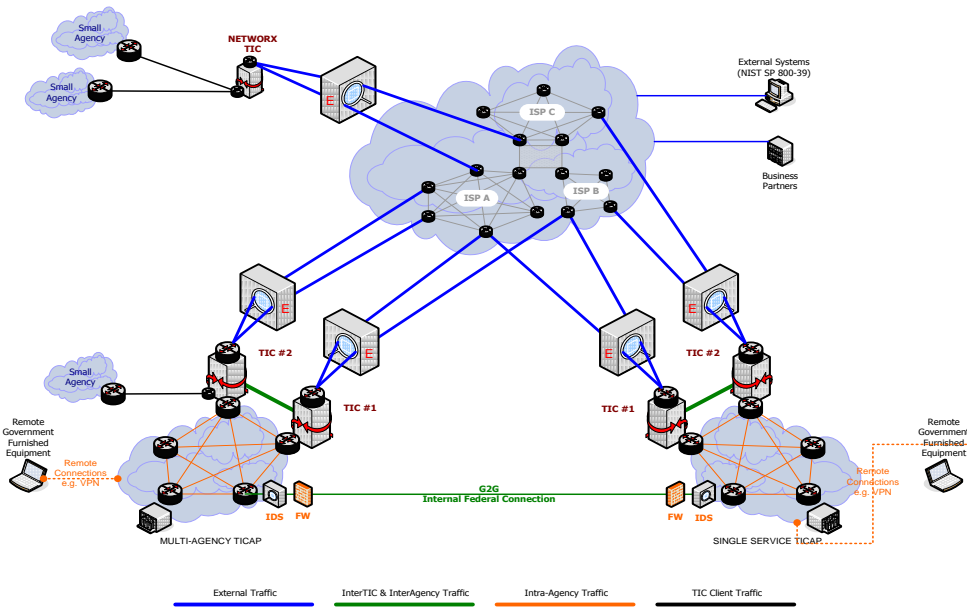 Small
Agency
NETWORX
TIC
Small
Agency
E
External Systems
(NIST SP 800-39)
ISP C
Business
Partners
ISP A
ISP B
E
E
E
E
TIC #2
TIC #2
Small
Agency
TIC #1
TIC #1
Remote
Government
Furnished
Equipment
Remote
Government
Furnished
Equipment
Remote
Connections
e.g. VPN
Remote
Connections
e.g. VPN
G2G
Internal Federal Connection
IDS
FW
FW
IDS
MULTI-AGENCY TICAP
SINGLE SERVICE TICAP
External Traffic
InterTIC & InterAgency Traffic
Intra-Agency Traffic
TIC Client Traffic